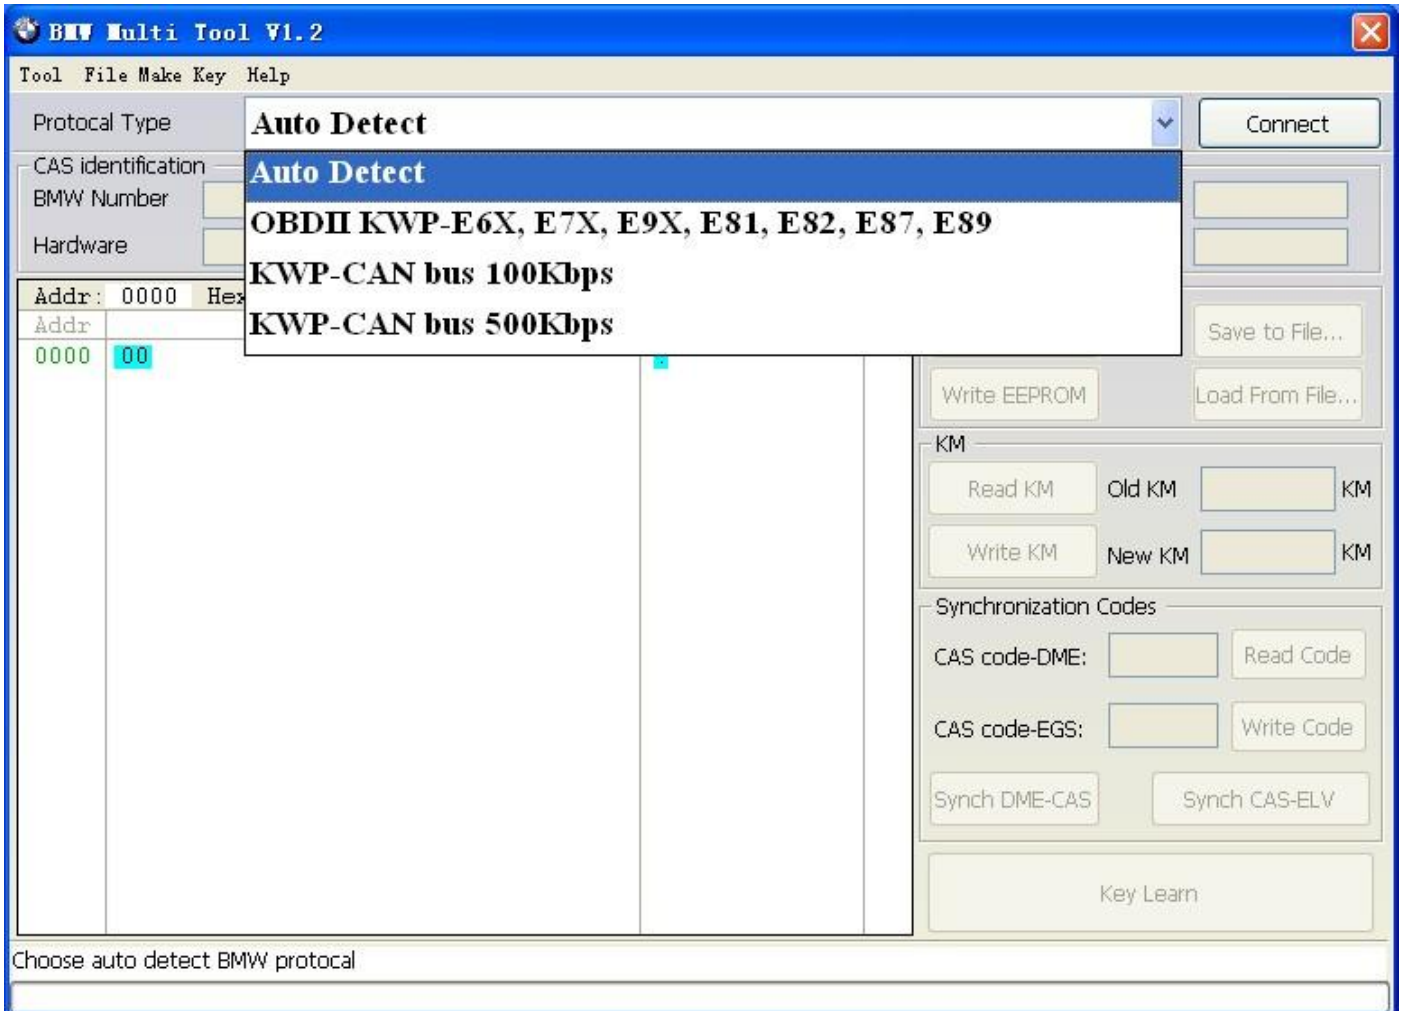 BMW Multi Tool V1.2
Tool File Make Key Help
Protocal Type Auto Detect Connect
Auto Detect
OBDII KWP-E6X, E7X, E9X, E81, E82, E87, E89
KWP-CAN bus 100Kbps
KWP-CAN bus 500Kbps
CAS identification
BMW Number
Hardware
Addr: 0000
Addr
0000 00 .
Save to File...
Write EEPROM Load From File...
KM
Read KM Old KM KM
Write KM New KM KM
Synchronization Codes
CAS code-DME: Read Code
CAS code-EGS: Write Code
Synch DME-CAS Synch CAS-ELV
Key Learn
Choose auto detect BMW protocal